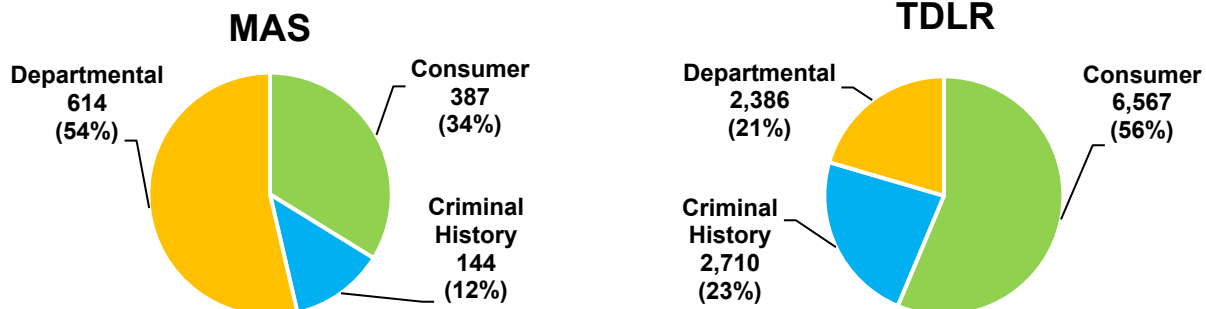 MAS
Departmental
614
(54%)
Consumer
387
(34%)
Criminal
History
144
(12%)
TDLR
Departmental
2,386
(21%)
Consumer
6,567
(56%)
Criminal
History
2,710
(23%)